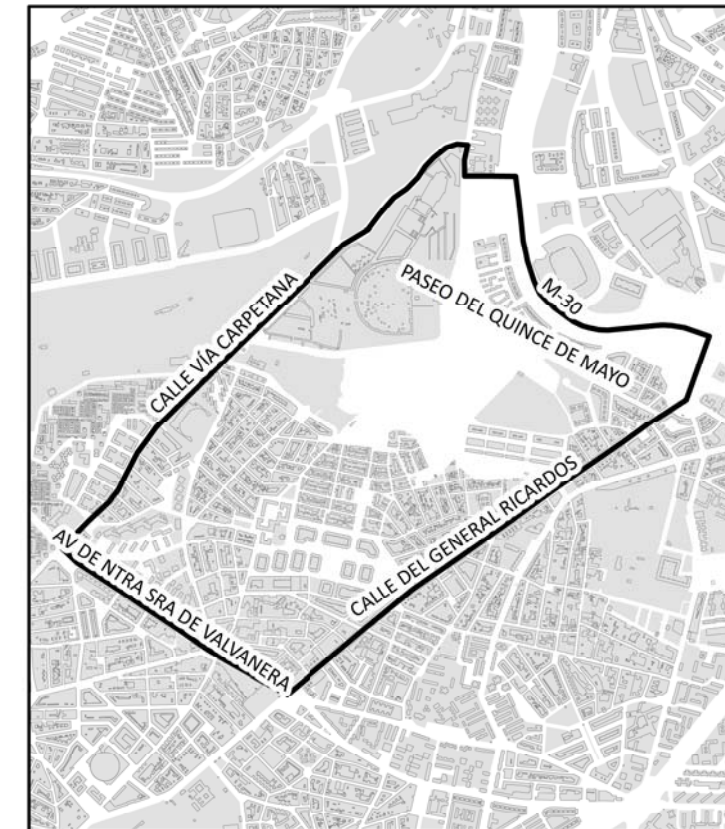 M-30
PASEO DEL QUINCE DE MAYO
CALLE VÍA CARPETANA
CALLE DEL GENERAL RICARDOS
AV DE NTRA SRA DE VALVANERA